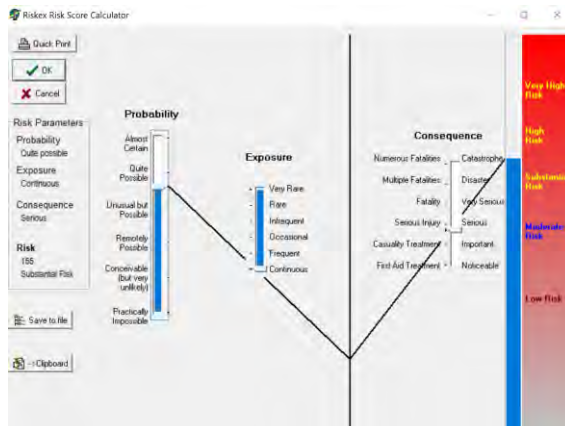 Riskex Risk Score Calculator
Quick Print
OK
Cancel
Risk Parameters
Probability
Quite possible
Exposure
Continuous
Consequence
Serious
Risk
155
Substantial Risk
Save to file
-->Clipboard
Probability
Almost
Certain
Quite
Possible
Unusual but
Possible
Remotely
Possible
Conceivable
(but very
unlikely)
Practically
Impossible
Exposure
Very Rare
Rare
Infrequent
Occasional
Frequent
Continuous
Consequence
Numerous Fatalities Catastrophe
Multiple Fatalities Disaster
Fatality Very Serious
Serious Injury Serious
Casualty Treatment Important
First Aid Treatment Noticeable
Very High
Risk
High
Risk
Substantial
Risk
Moderate
Risk
Low Risk